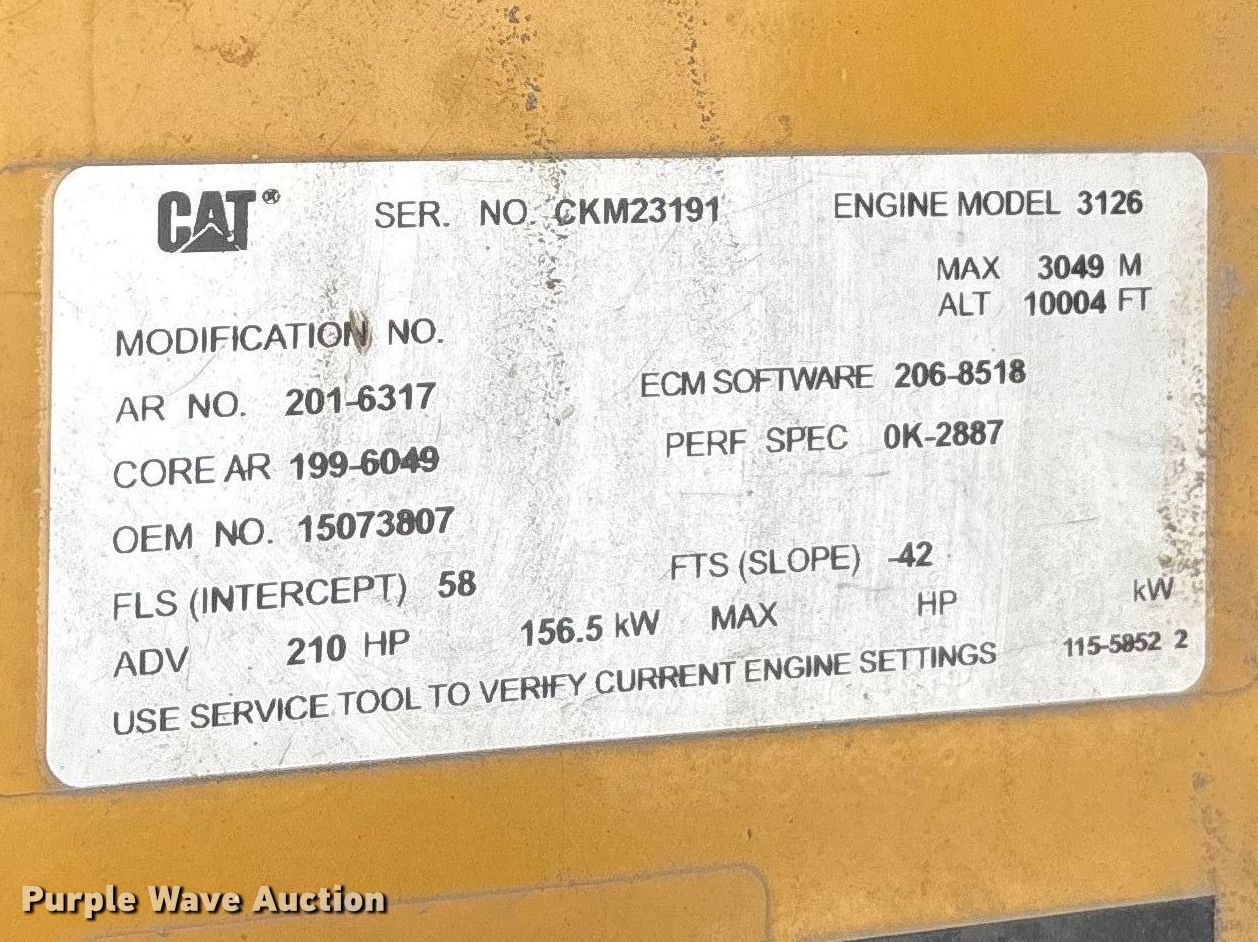 CAT® SER. NO. CKM23191 ENGINE MODEL 3126
MAX 3049 M
ALT 10004 FT
MODIFICATION NO.
AR NO. 201-6317 ECM SOFTWARE 206-8518
CORE AR 199-6049 PERF SPEC 0K-2887
OEM NO. 15073807
FLS (INTERCEPT) 58 FTS (SLOPE) -42
ADV 210 HP 156.5 kW MAX HP kW
USE SERVICE TOOL TO VERIFY CURRENT ENGINE SETTINGS 115-5852 2
Purple Wave Auction